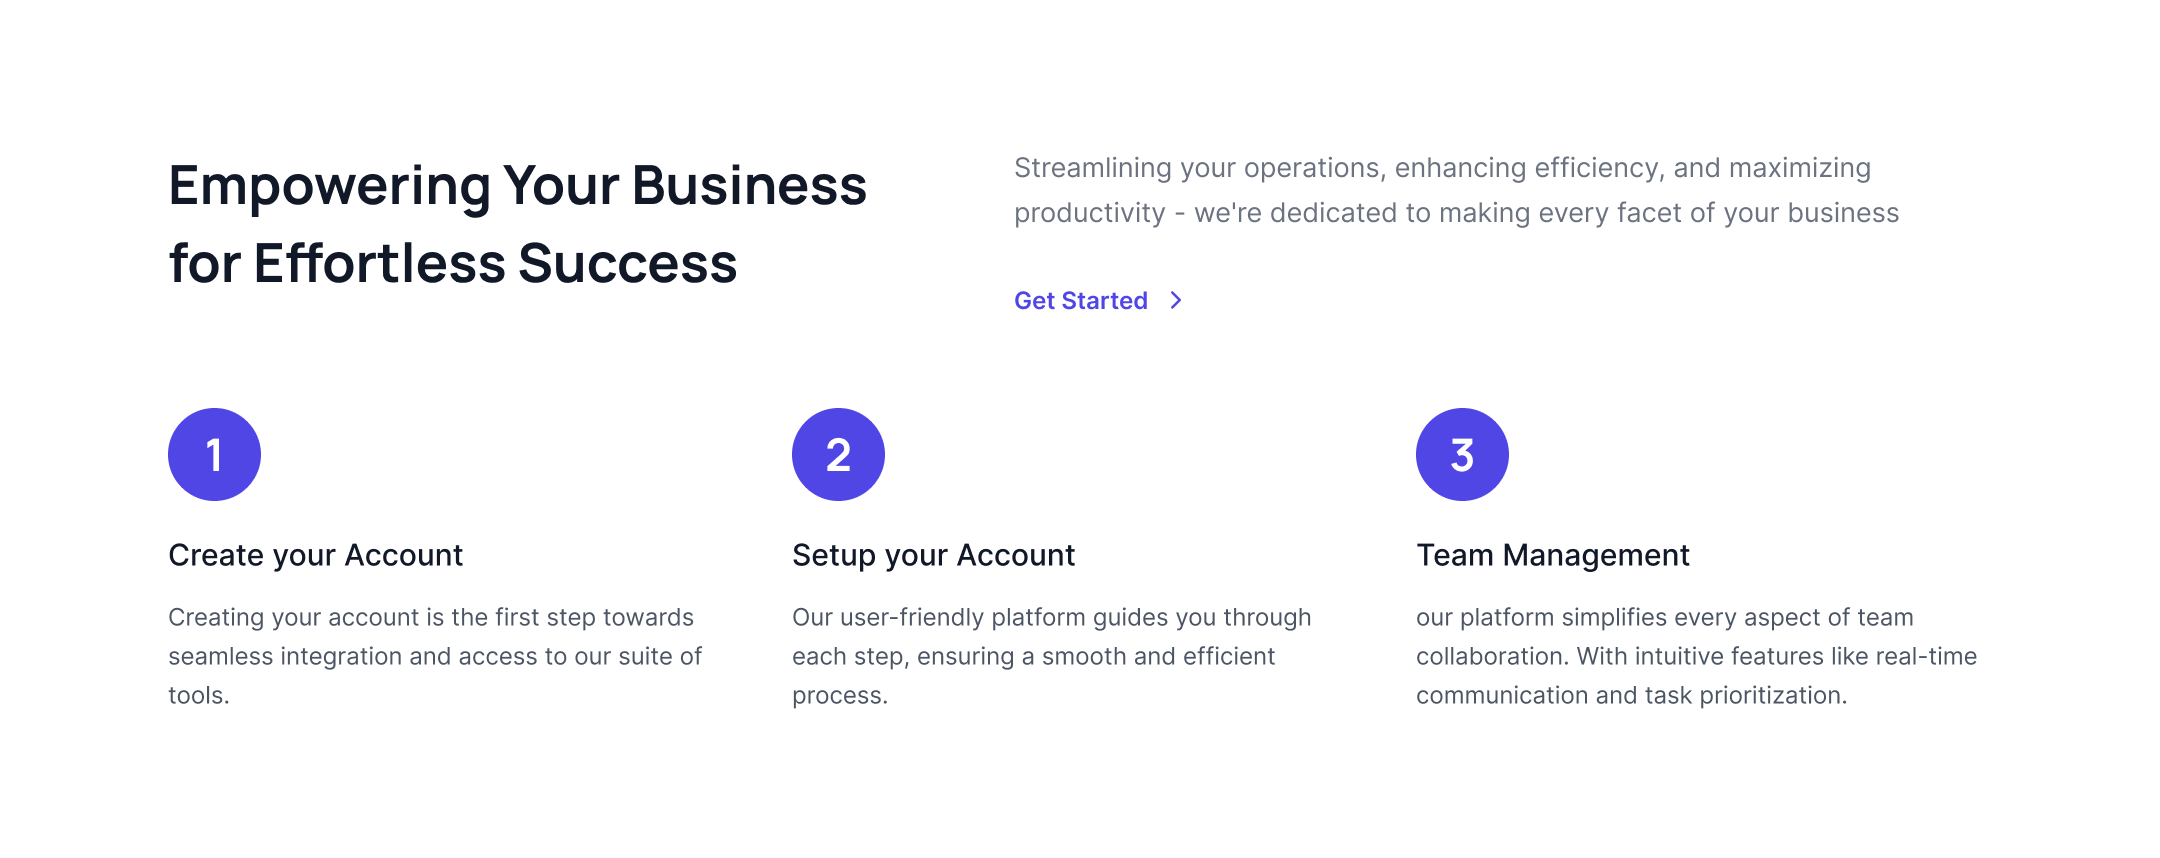 Empowering Your Business
for Effortless Success
Streamlining your operations, enhancing efficiency, and maximizing
productivity - we're dedicated to making every facet of your business
Get Started
1
Create your Account
Creating your account is the first step towards
seamless integration and access to our suite of
tools.
2
Setup your Account
Our user-friendly platform guides you through
each step, ensuring a smooth and efficient
process.
3
Team Management
our platform simplifies every aspect of team
collaboration. With intuitive features like real-time
communication and task prioritization.